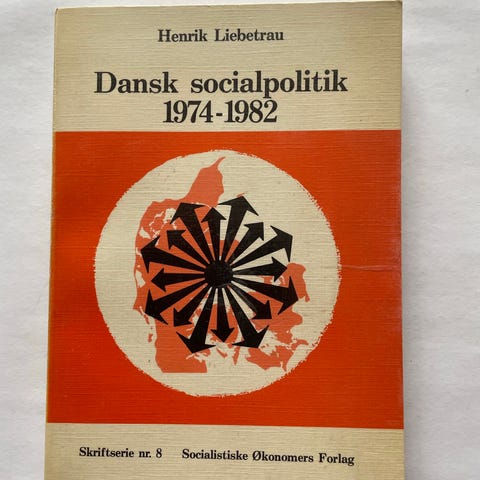 Henrik Liebetrau
Dansk socialpolitik
1974-1982
Skriftserie nr. 8 Socialistiske Økonomers Forlag